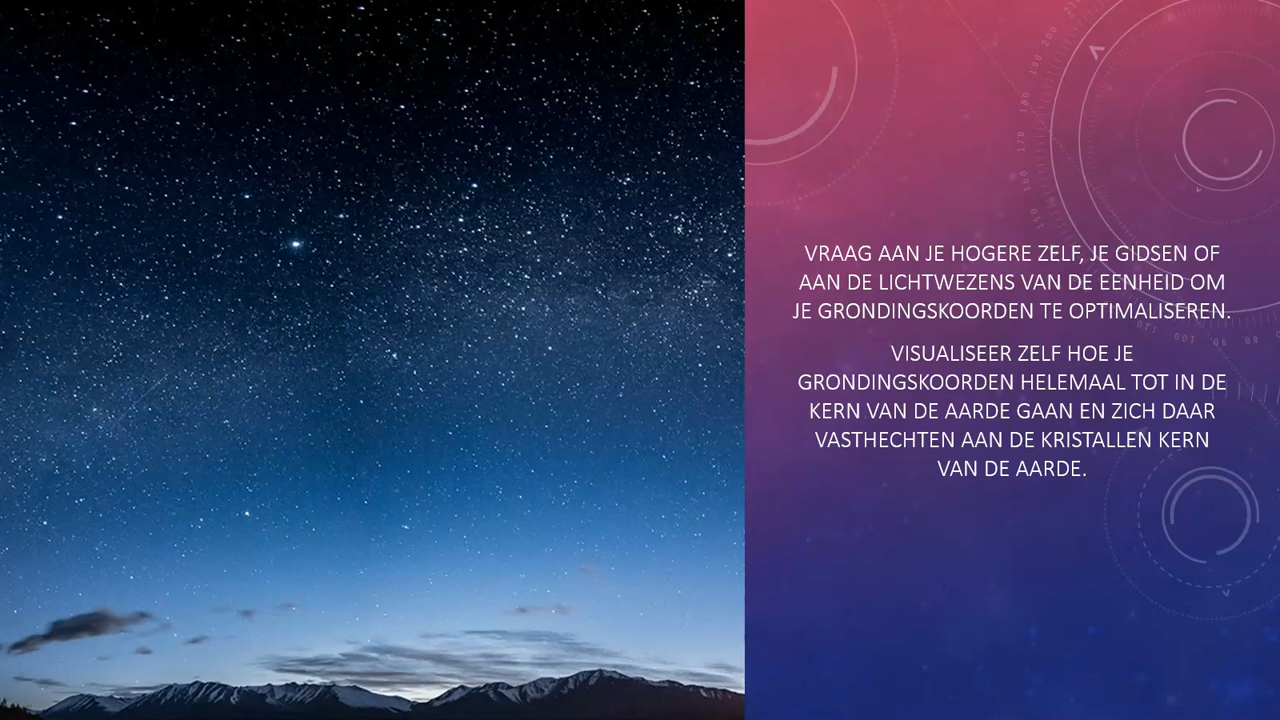 VRAAG AAN JE HOGERE ZELF, JE GIDSEN OF
AAN DE LICHTWEZENS VAN DE EENHEID OM
JE GRONDINGSKOORDEN TE OPTIMALISEREN.
VISUALISEER ZELF HOE JE
GRONDINGSKOORDEN HELEMAAL TOT IN DE
KERN VAN DE AARDE GAAN EN ZICH DAAR
VASTHECHTEN AAN DE KRISTALLEN KERN
VAN DE AARDE.